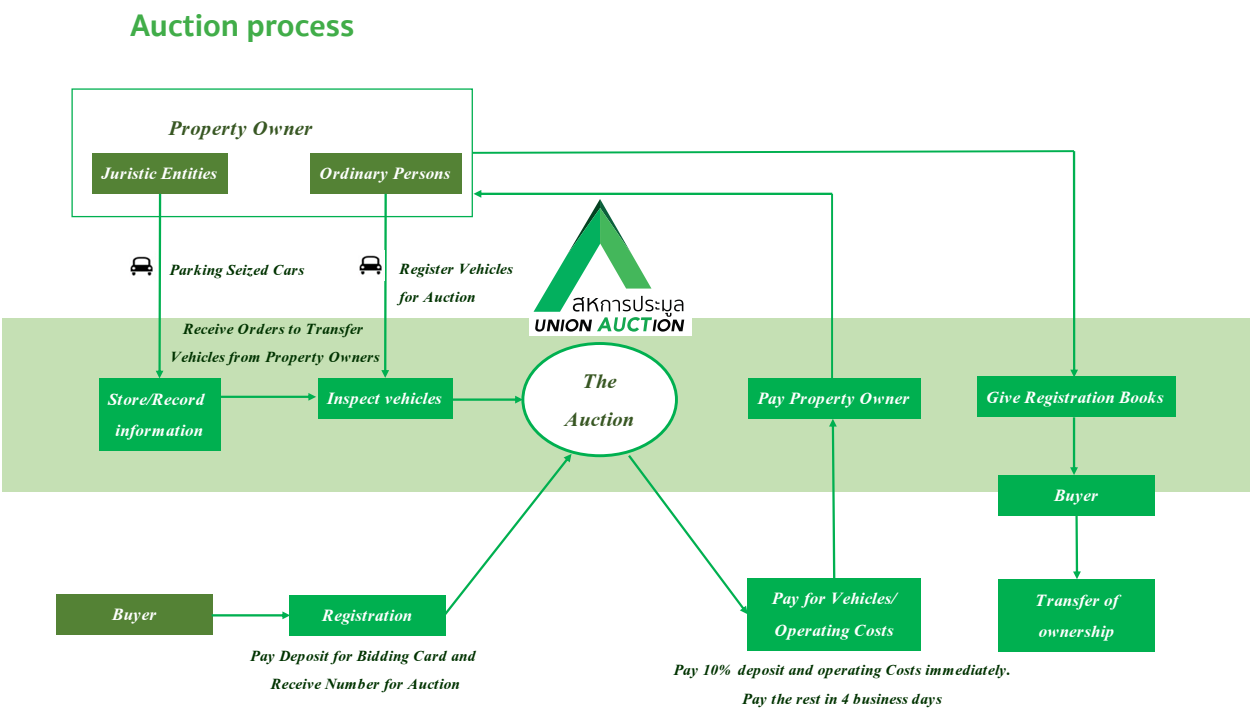 Auction process
Property Owner
Juristic Entities
Ordinary Persons
Parking Seized Cars
Register Vehicles
for Auction
สหการประมูล
UNION AUCTION
Receive Orders to Transfer
Vehicles from Property Owners
Store/Record
information
Inspect vehicles
The
Auction
Pay Property Owner
Give Registration Books
Buyer
Buyer
Registration
Pay Deposit for Bidding Card and
Receive Number for Auction
Pay for Vehicles/
Operating Costs
Pay 10% deposit and operating Costs immediately.
Pay the rest in 4 business days
Transfer of
ownership